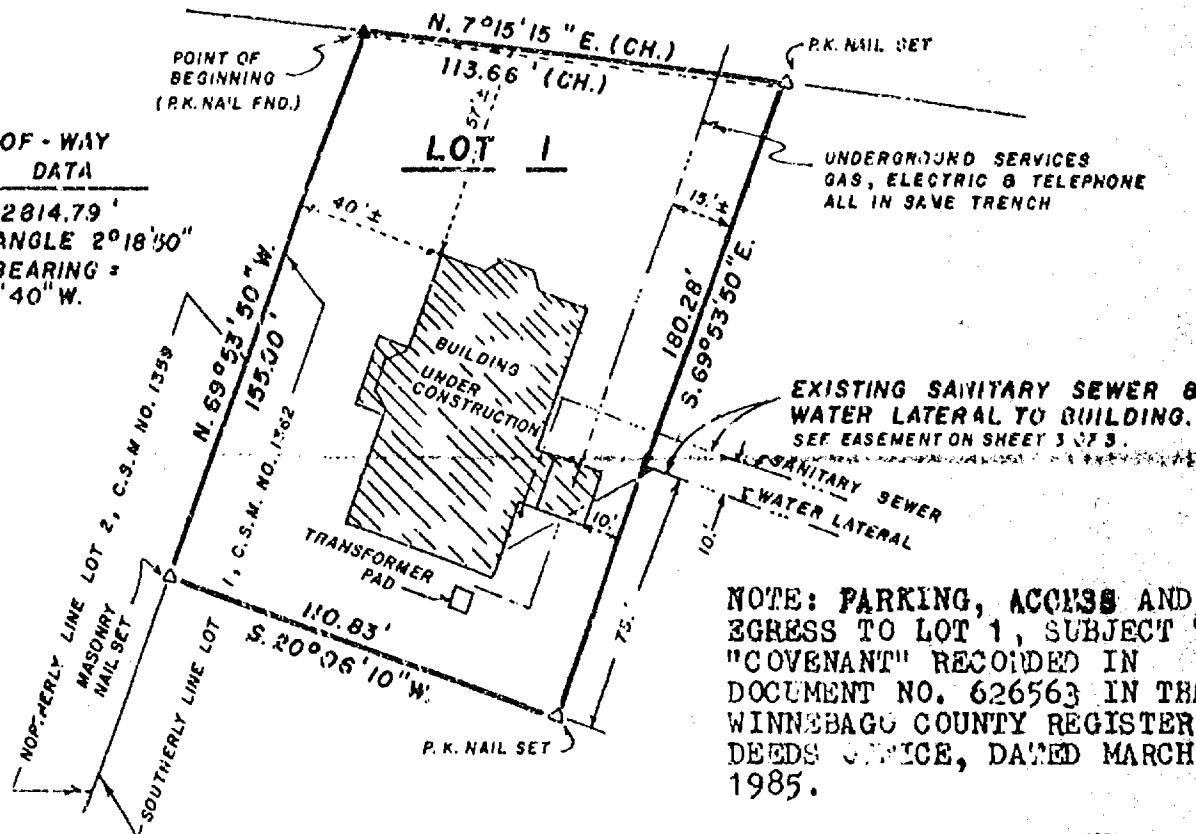 N. 7°15'15" E. (CH.)
113.66' (CH.)
POINT OF
BEGINNING
(P.K. NA'L FND.)
P.K. NAIL SET
OF - WAY
DATA
2814.79'
ANGLE 2°18'50"
BEARING =
'40" W.
57'±
LOT 1
UNDERGROUND SERVICES
GAS, ELECTRIC & TELEPHONE
ALL IN SAME TRENCH
40'±
15'±
N. 69°53'50" W.
155.00'
180.28'
S. 69°53'50" E.
BUILDING
UNDER
CONSTRUCTION
EXISTING SANITARY SEWER &
WATER LATERAL TO BUILDING.
SEE EASEMENT ON SHEET 3 OF 3.
SANITARY SEWER
WATER LATERAL
10'
10'
75'
TRANSFORMER
PAD
110.83'
S. 20°06'10" W.
NORTHERLY LINE LOT 2, C.S.M NO. 1359
MASONRY
NAIL SET
SOUTHERLY LINE LOT 1, C.S.M. NO. 1362
P.K. NAIL SET
NOTE: PARKING, ACCESS AND
EGRESS TO LOT 1, SUBJECT
"COVENANT" RECORDED IN
DOCUMENT NO. 626563 IN THE
WINNEBAGO COUNTY REGISTER
DEEDS OFFICE, DATED MARCH
1985.